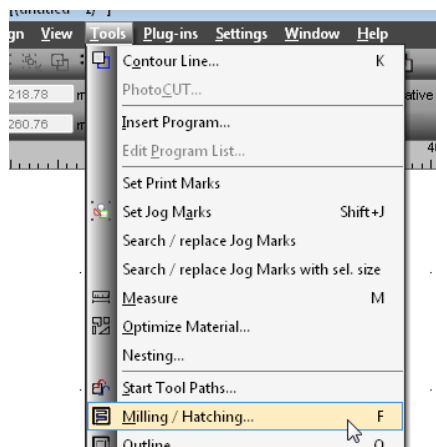 gn View Tools Plug-ins Settings Window Help
Contour Line... K
218.78 m PhotoCUT... ative
Insert Program...
260.76 m Edit Program List...
Set Print Marks
Set Jog Marks Shift+J
Search / replace Jog Marks
Search / replace Jog Marks with sel. size
Measure M
Optimize Material...
Nesting...
Start Tool Paths...
Milling / Hatching... F
Outline... O